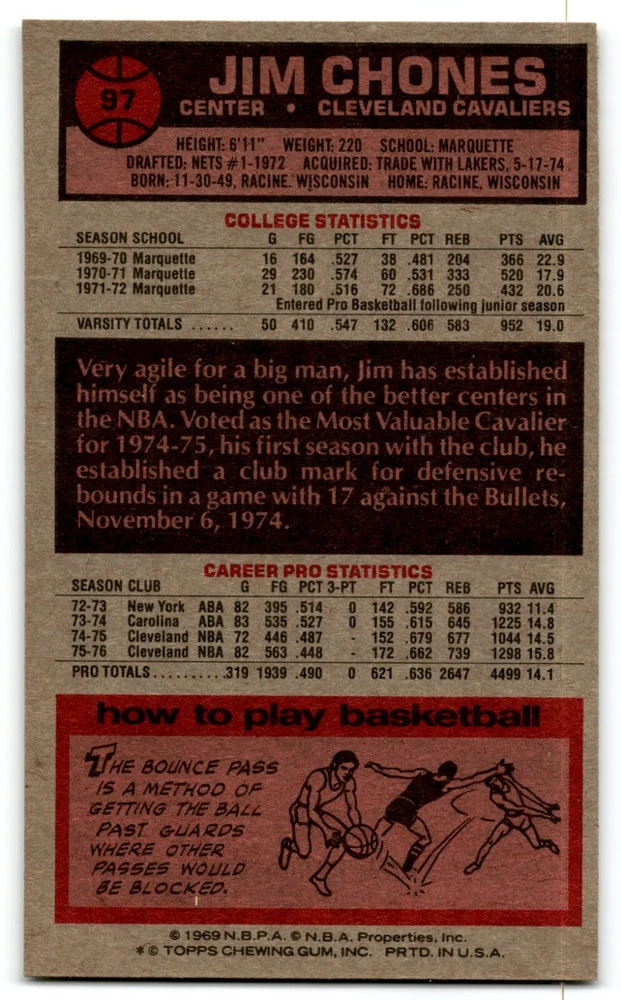 97
JIM CHONES
CENTER • CLEVELAND CAVALIERS
HEIGHT: 6'11" WEIGHT: 220 SCHOOL: MARQUETTE
DRAFTED: NETS #1-1972 ACQUIRED: TRADE WITH LAKERS, 5-17-74
BORN: 11-30-49, RACINE. WISCONSIN HOME: RACINE, WISCONSIN
COLLEGE STATISTICS
SEASON SCHOOL G FG PCT FT PCT REB PTS AVG
1969-70 Marquette 16 164 .527 38 .481 204 366 22.9
1970-71 Marquette 29 230 .574 60 .531 333 520 17.9
1971-72 Marquette 21 180 .516 72 .686 250 432 20.6
Entered Pro Basketball following junior season
VARSITY TOTALS ...... 50 410 .547 132 .606 583 952 19.0
Very agile for a big man, Jim has established
himself as being one of the better centers in
the NBA. Voted as the Most Valuable Cavalier
for 1974-75, his first season with the club, he
established a club mark for defensive re-
bounds in a game with 17 against the Bullets,
November 6, 1974.
CAREER PRO STATISTICS
SEASON CLUB G FG PCT 3-PT FT PCT REB PTS AVG
72-73 New York ABA 82 395 .514 0 142 .592 586 932 11.4
73-74 Carolina ABA 83 535 .527 0 155 .615 645 1225 14.8
74-75 Cleveland NBA 72 446 .487 - 152 .679 677 1044 14.5
75-76 Cleveland NBA 82 563 .448 - 172 .662 739 1298 15.8
PRO TOTALS.......... .319 1939 .490 0 621 .636 2647 4499 14.1
how to play basketball
THE BOUNCE PASS
IS A METHOD OF
GETTING THE BALL
PAST GUARDS
WHERE OTHER
PASSES WOULD
BE BLOCKED.
© 1969 N.B.P.A. © N.B.A. Properties, Inc.
* © TOPPS CHEWING GUM, INC. PRTD. IN U.S.A.